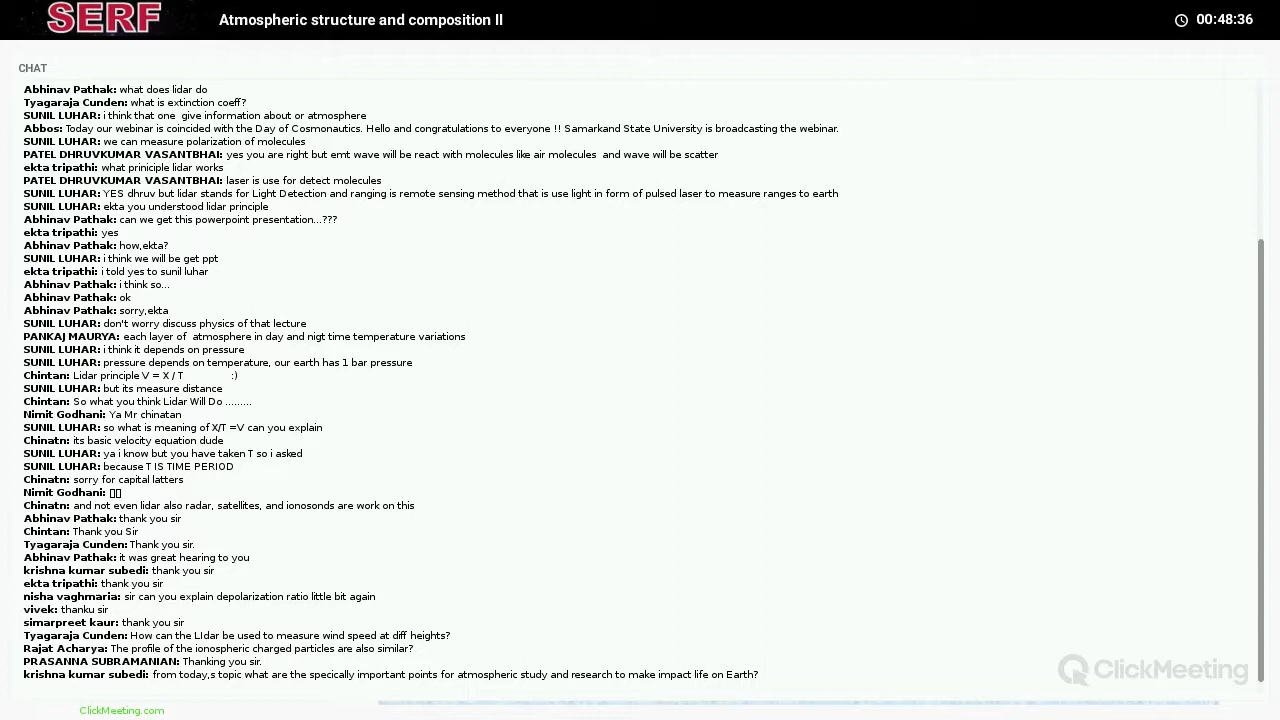 SERF
Atmospheric structure and composition II
00:48:36
CHAT
Abhinav Pathak: what does lidar do
Tyagaraja Cunden: what is extinction coeff?
SUNIL LUHAR: i think that one  give information about or atmosphere
Abbos: Today our webinar is coincided with the Day of Cosmonautics. Hello and congratulations to everyone !! Samarkand State University is broadcasting the webinar.
SUNIL LUHAR: we can measure polarization of molecules
PATEL DHRUVKUMAR VASANTBHAI: yes you are right but emt wave will be react with molecules like air molecules  and wave will be scatter
ekta tripathi: what priniciple lidar works
PATEL DHRUVKUMAR VASANTBHAI: laser is use for detect molecules
SUNIL LUHAR: YES dhruv but lidar stands for Light Detection and ranging is remote sensing method that is use light in form of pulsed laser to measure ranges to earth
SUNIL LUHAR: ekta you understood lidar principle
Abhinav Pathak: can we get this powerpoint presentation...???
ekta tripathi: yes
Abhinav Pathak: how,ekta?
SUNIL LUHAR: i think we will be get ppt
ekta tripathi: i told yes to sunil luhar
Abhinav Pathak: i think so...
Abhinav Pathak: ok
Abhinav Pathak: sorry,ekta
SUNIL LUHAR: don't worry discuss physics of that lecture
PANKAJ MAURYA: each layer of  atmosphere in day and nigt time temperature variations
SUNIL LUHAR: i think it depends on pressure
SUNIL LUHAR: pressure depends on temperature, our earth has 1 bar pressure
Chintan: Lidar principle V = X / T :)
SUNIL LUHAR: but its measure distance
Chintan: So what you think Lidar Will Do .........
Nimit Godhani: Ya Mr chinatan
SUNIL LUHAR: so what is meaning of X/T =V can you explain
Chinatn: its basic velocity equation dude
SUNIL LUHAR: ya i know but you have taken T so i asked
SUNIL LUHAR: because T IS TIME PERIOD
Chinatn: sorry for capital latters
Nimit Godhani:
Chinatn: and not even lidar also radar, satellites, and ionosonds are work on this
Abhinav Pathak: thank you sir
Chintan: Thank you Sir
Tyagaraja Cunden: Thank you sir.
Abhinav Pathak: it was great hearing to you
krishna kumar subedi: thank you sir
ekta tripathi: thank you sir
nisha vaghmaria: sir can you explain depolarization ratio little bit again
vivek: thanku sir
simarpreet kaur: thank you sir
Tyagaraja Cunden: How can the LIdar be used to measure wind speed at diff heights?
Rajat Acharya: The profile of the ionospheric charged particles are also similar?
PRASANNA SUBRAMANIAN: Thanking you sir.
krishna kumar subedi: from today,s topic what are the specically important points for atmospheric study and research to make impact life on Earth?
ClickMeeting
ClickMeeting.com